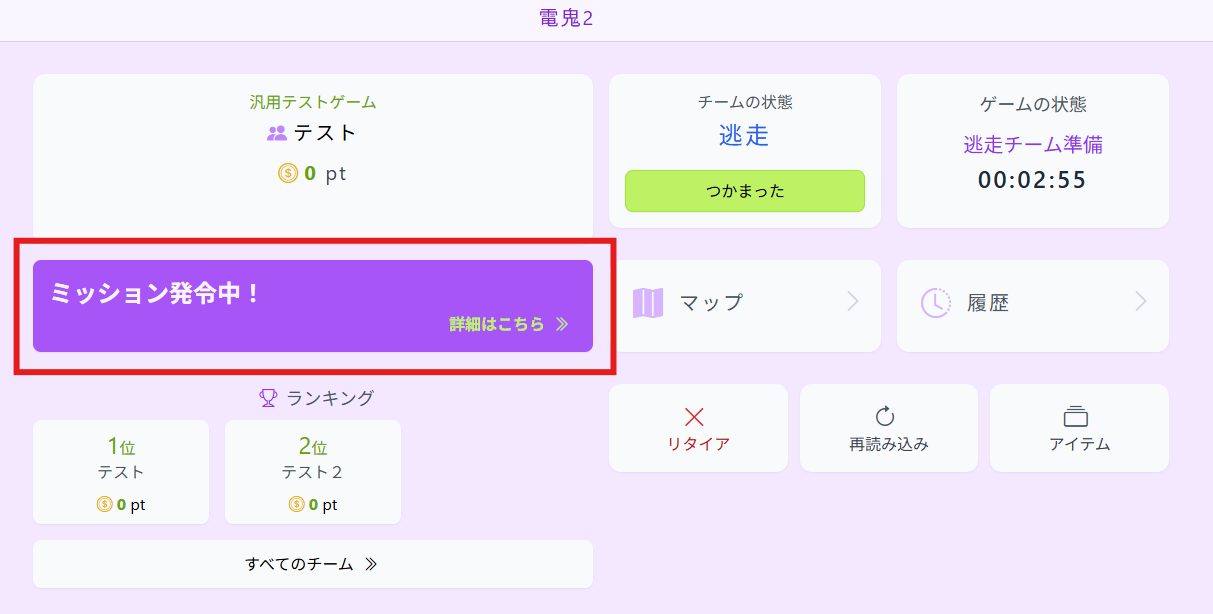 電鬼2
汎用テストゲーム
テスト
0 pt
チームの状態
逃走
つかまった
ゲームの状態
逃走チーム準備
00:02:55
ミッション発令中！
詳細はこちら
マップ
履歴
ランキング
1位
テスト
0 pt
2位
テスト２
0 pt
すべてのチーム
リタイア
再読み込み
アイテム